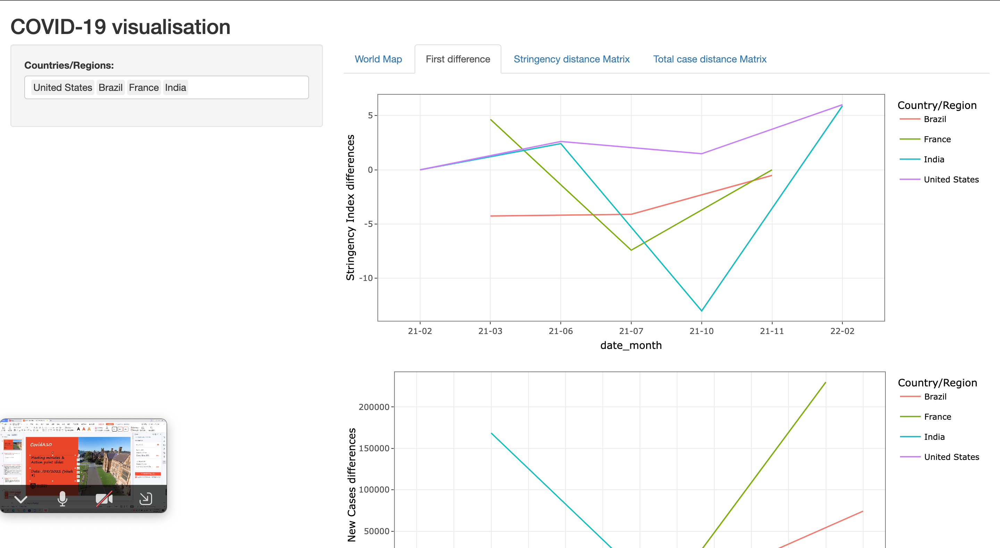 COVID-19 visualisation
Countries/Regions:
United States Brazil France India
World Map First difference Stringency distance Matrix Total case distance Matrix
Stringency Index differences
5
0
-5
-10
21-02 21-03 21-06 21-07 21-10 21-11 22-02
date_month
Country/Region
Brazil
France
India
United States
New Cases differences
200000
150000
100000
50000
Country/Region
Brazil
France
India
United States
CovidA10
Meeting minutes &
Action point slides
Date: /05/2022 (Week
8)